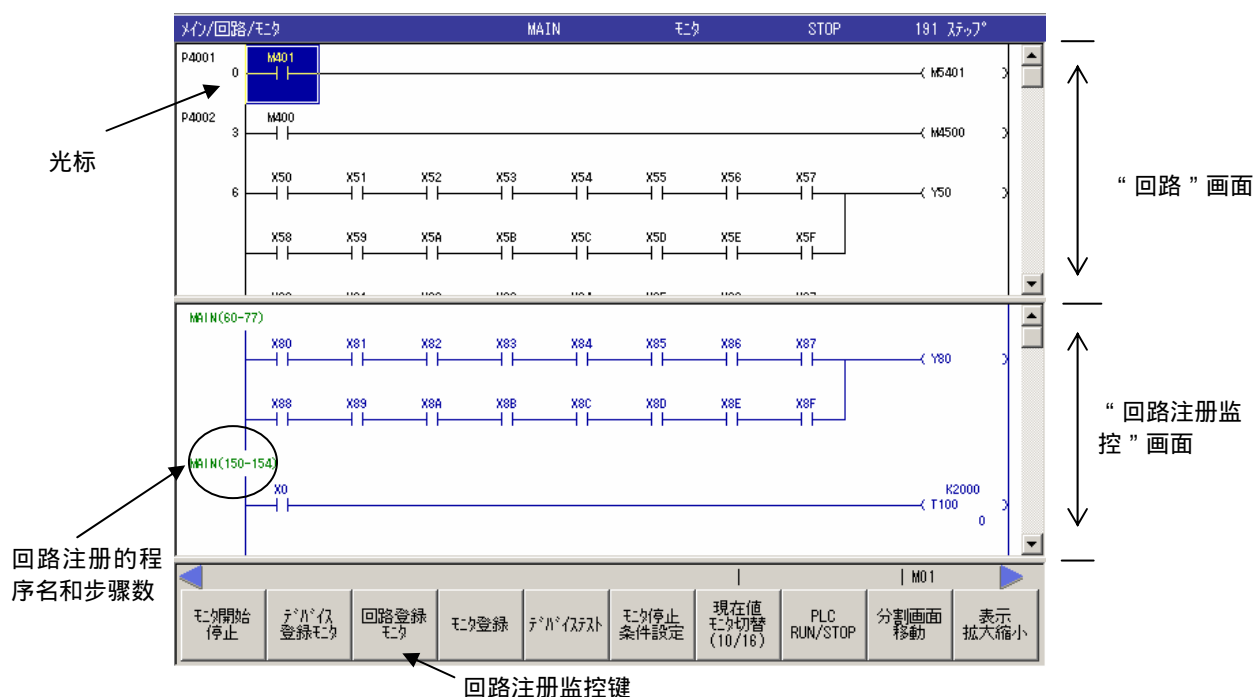 メイン/回路/モニタ MAIN モニタ STOP 191 ステップ
P4001 0 M401 M5401
光标
P4002 3 M400 M4500
X50 X51 X52 X53 X54 X55 X56 X57
6 Y50
X58 X59 X5A X5B X5C X5D X5E X5F
“回路”画面
MAIN(60-77)
X80 X81 X82 X83 X84 X85 X86 X87
Y80
X88 X89 X8A X8B X8C X8D X8E X8F
“回路注册监
控”画面
MAIN(150-154)
X0 K2000
T100
0
回路注册的程
序名和步骤数
M01
モニタ開始
停止
デバイス
登録モニタ
回路登録
モニタ
モニタ登録
デバイステスト
モニタ停止
条件設定
現在値
モニタ切替
(10/16)
PLC
RUN/STOP
分割画面
移動
表示
拡大縮小
回路注册监控键